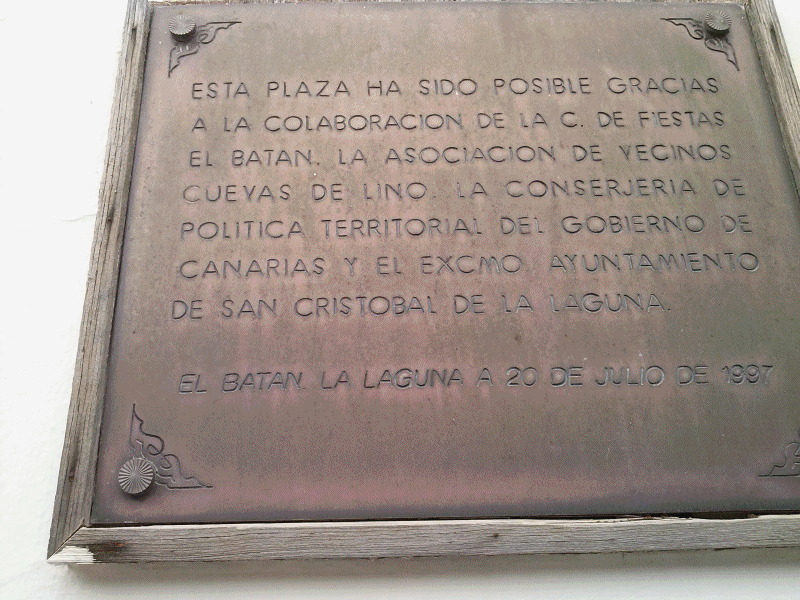 ESTA PLAZA HA SIDO POSIBLE GRACIAS
A LA COLABORACION DE LA C. DE FIESTAS
EL BATAN. LA ASOCIACION DE VECINOS
CUEVAS DE LINO. LA CONSERJERIA DE
POLITICA TERRITORIAL DEL GOBIERNO DE
CANARIAS Y EL EXCMO. AYUNTAMIENTO
DE SAN CRISTOBAL DE LA LAGUNA.
EL BATAN. LA LAGUNA A 20 DE JULIO DE 1997